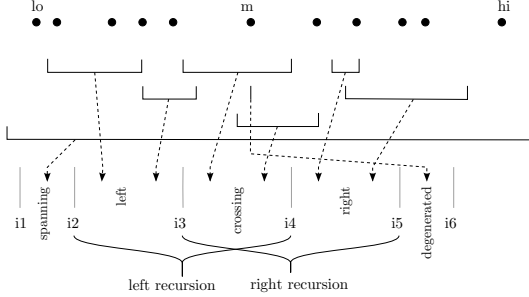 lo m hi
spanning left crossing right degenerated
i1 i2 i3 i4 i5 i6
left recursion right recursion